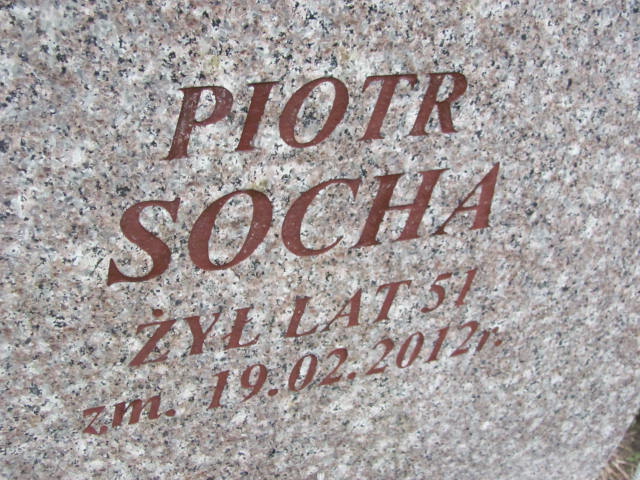 PIOTR
SOCHA
ŻYŁ LAT 51
zm. 19.02.2012r.